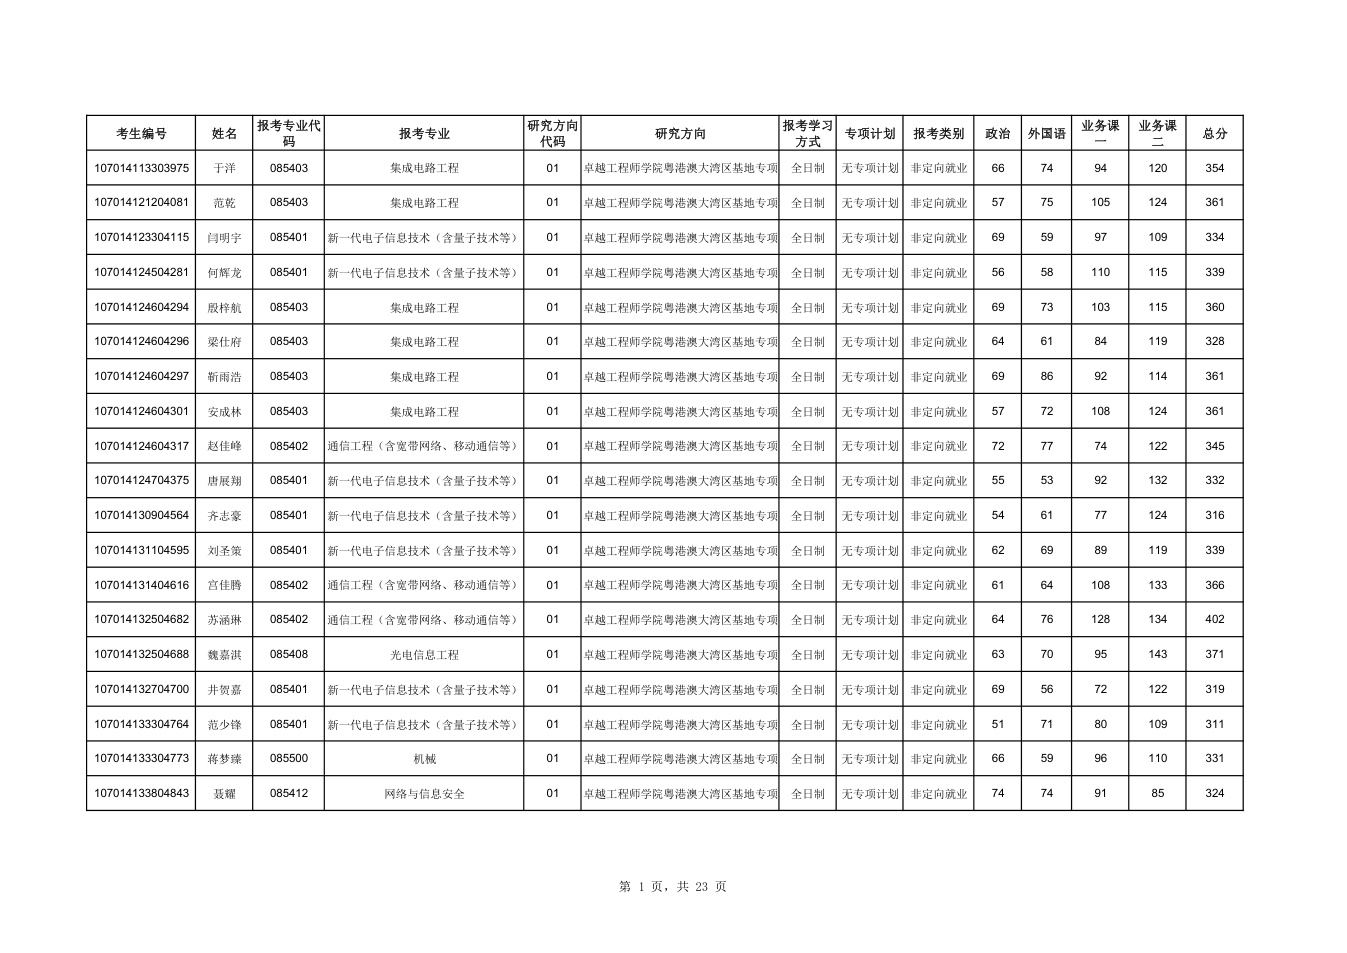 考生编号 姓名 报考专业代码 报考专业 研究方向代码 研究方向 报考学习方式 专项计划 报考类别 政治 外国语 业务课一 业务课二 总分
107014113303975 于洋 085403 集成电路工程 01 卓越工程师学院粤港澳大湾区基地专项 全日制 无专项计划 非定向就业 66 74 94 120 354
107014121204081 范乾 085403 集成电路工程 01 卓越工程师学院粤港澳大湾区基地专项 全日制 无专项计划 非定向就业 57 75 105 124 361
107014123304115 闫明宇 085401 新一代电子信息技术（含量子技术等） 01 卓越工程师学院粤港澳大湾区基地专项 全日制 无专项计划 非定向就业 69 59 97 109 334
107014124504281 何辉龙 085401 新一代电子信息技术（含量子技术等） 01 卓越工程师学院粤港澳大湾区基地专项 全日制 无专项计划 非定向就业 56 58 110 115 339
107014124604294 殷梓航 085403 集成电路工程 01 卓越工程师学院粤港澳大湾区基地专项 全日制 无专项计划 非定向就业 69 73 103 115 360
107014124604296 梁仕府 085403 集成电路工程 01 卓越工程师学院粤港澳大湾区基地专项 全日制 无专项计划 非定向就业 64 61 84 119 328
107014124604297 靳雨浩 085403 集成电路工程 01 卓越工程师学院粤港澳大湾区基地专项 全日制 无专项计划 非定向就业 69 86 92 114 361
107014124604301 安成林 085403 集成电路工程 01 卓越工程师学院粤港澳大湾区基地专项 全日制 无专项计划 非定向就业 57 72 108 124 361
107014124604317 赵佳峰 085402 通信工程（含宽带网络、移动通信等） 01 卓越工程师学院粤港澳大湾区基地专项 全日制 无专项计划 非定向就业 72 77 74 122 345
107014124704375 唐展翔 085401 新一代电子信息技术（含量子技术等） 01 卓越工程师学院粤港澳大湾区基地专项 全日制 无专项计划 非定向就业 55 53 92 132 332
107014130904564 齐志豪 085401 新一代电子信息技术（含量子技术等） 01 卓越工程师学院粤港澳大湾区基地专项 全日制 无专项计划 非定向就业 54 61 77 124 316
107014131104595 刘圣策 085401 新一代电子信息技术（含量子技术等） 01 卓越工程师学院粤港澳大湾区基地专项 全日制 无专项计划 非定向就业 62 69 89 119 339
107014131404616 宫佳腾 085402 通信工程（含宽带网络、移动通信等） 01 卓越工程师学院粤港澳大湾区基地专项 全日制 无专项计划 非定向就业 61 64 108 133 366
107014132504682 苏涵琳 085402 通信工程（含宽带网络、移动通信等） 01 卓越工程师学院粤港澳大湾区基地专项 全日制 无专项计划 非定向就业 64 76 128 134 402
107014132504688 魏嘉淇 085408 光电信息工程 01 卓越工程师学院粤港澳大湾区基地专项 全日制 无专项计划 非定向就业 63 70 95 143 371
107014132704700 井贺嘉 085401 新一代电子信息技术（含量子技术等） 01 卓越工程师学院粤港澳大湾区基地专项 全日制 无专项计划 非定向就业 69 56 72 122 319
107014133304764 范少锋 085401 新一代电子信息技术（含量子技术等） 01 卓越工程师学院粤港澳大湾区基地专项 全日制 无专项计划 非定向就业 51 71 80 109 311
107014133304773 蒋梦臻 085500 机械 01 卓越工程师学院粤港澳大湾区基地专项 全日制 无专项计划 非定向就业 66 59 96 110 331
107014133804843 聂耀 085412 网络与信息安全 01 卓越工程师学院粤港澳大湾区基地专项 全日制 无专项计划 非定向就业 74 74 91 85 324
第 1 页，共 23 页